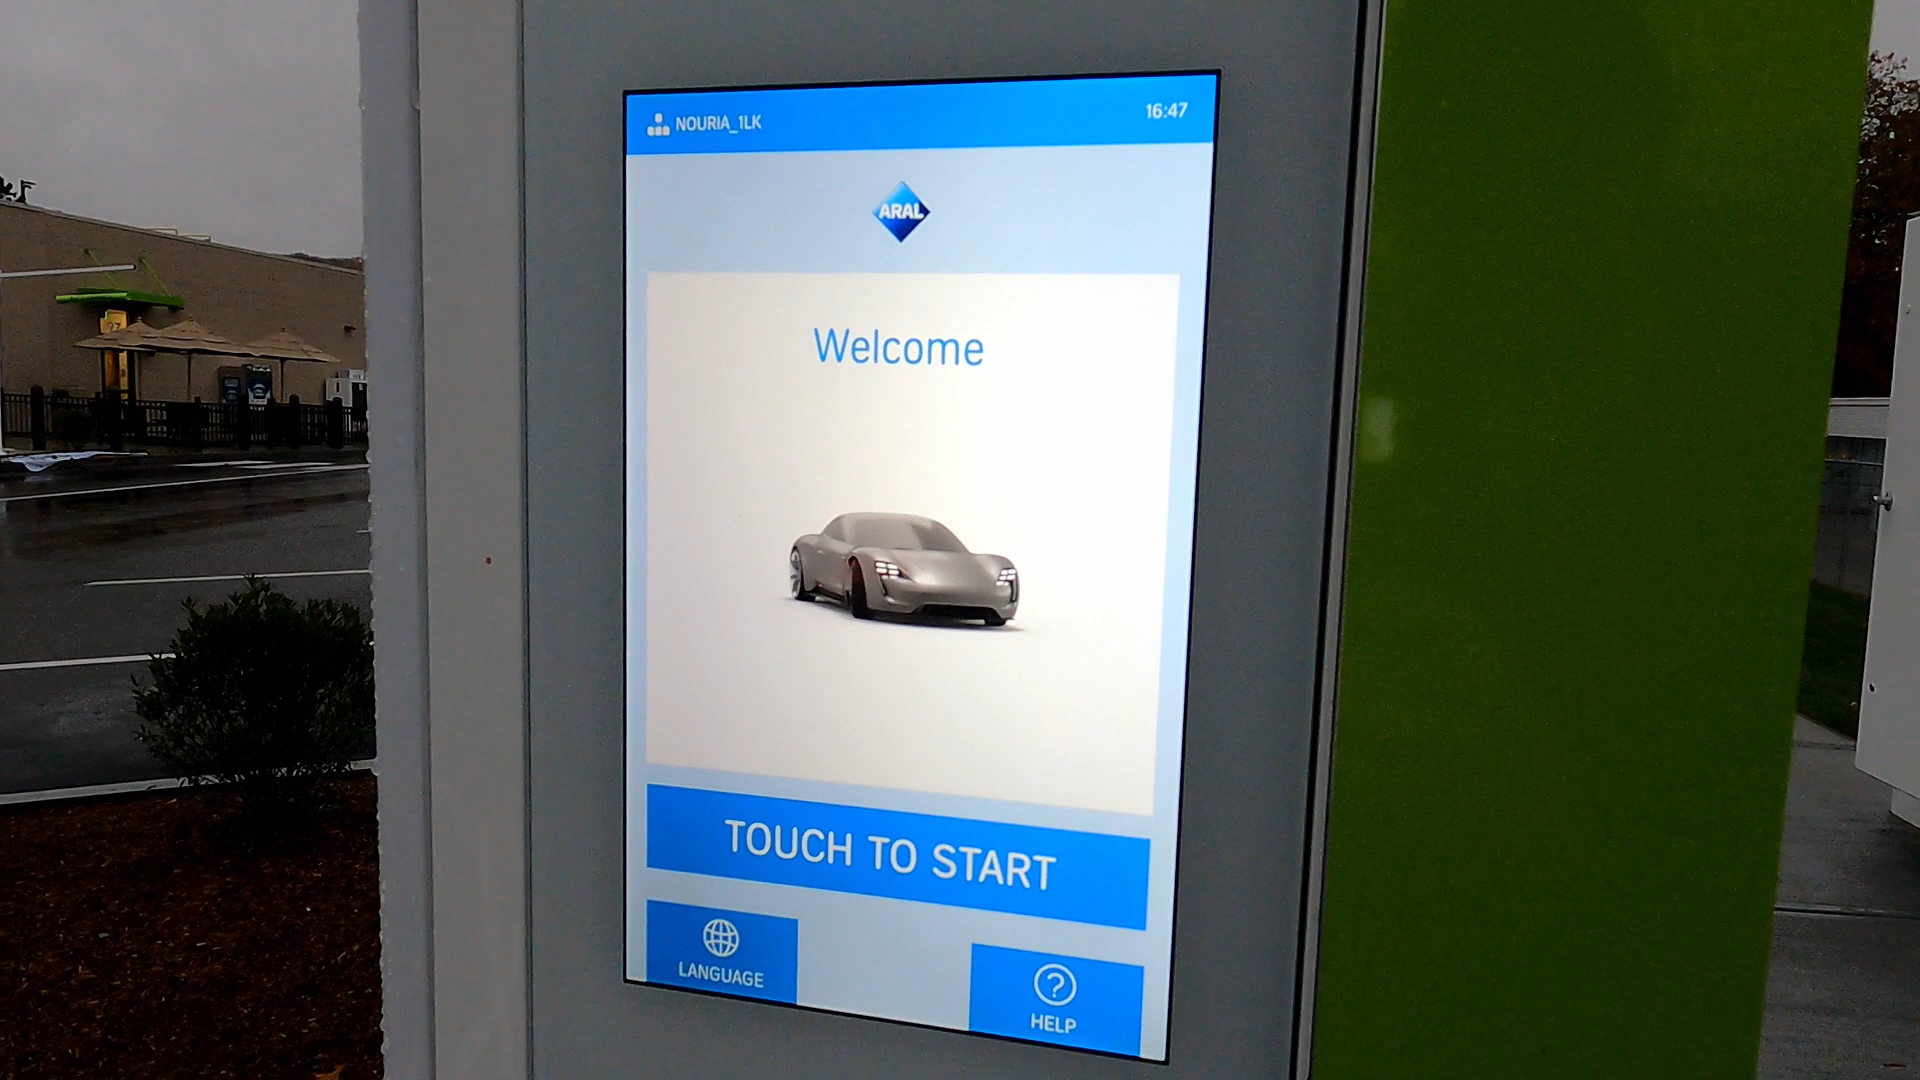 NOURIA_1LK
16:47
ARAL
Welcome
TOUCH TO START
LANGUAGE
HELP